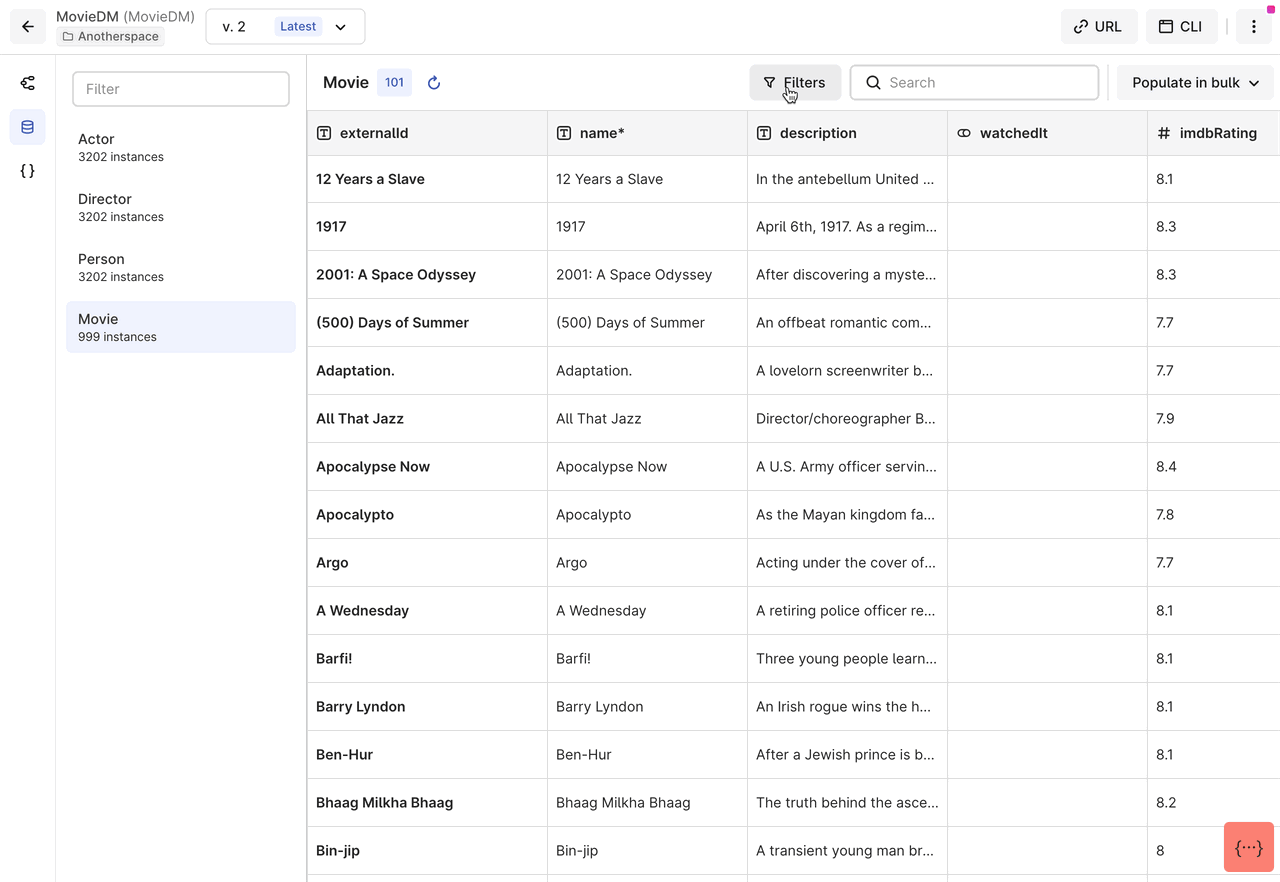 MovieDM (MovieDM)
Anotherspace
v. 2 Latest
URL
CLI
Filter
Actor
3202 instances
Director
3202 instances
Person
3202 instances
Movie
999 instances
Movie 101
Filters
Search
Populate in bulk
externalId name* description watchedIt # imdbRating
12 Years a Slave 12 Years a Slave In the antebellum United ... 8.1
1917 1917 April 6th, 1917. As a regim... 8.3
2001: A Space Odyssey 2001: A Space Odyssey After discovering a myste... 8.3
(500) Days of Summer (500) Days of Summer An offbeat romantic com... 7.7
Adaptation. Adaptation. A lovelorn screenwriter b... 7.7
All That Jazz All That Jazz Director/choreographer B... 7.9
Apocalypse Now Apocalypse Now A U.S. Army officer servin... 8.4
Apocalypto Apocalypto As the Mayan kingdom fa... 7.8
Argo Argo Acting under the cover of... 7.7
A Wednesday A Wednesday A retiring police officer re... 8.1
Barfi! Barfi! Three young people learn... 8.1
Barry Lyndon Barry Lyndon An Irish rogue wins the h... 8.1
Ben-Hur Ben-Hur After a Jewish prince is b... 8.1
Bhaag Milkha Bhaag Bhaag Milkha Bhaag The truth behind the asce... 8.2
Bin-jip Bin-jip A transient young man br... 8
{···}